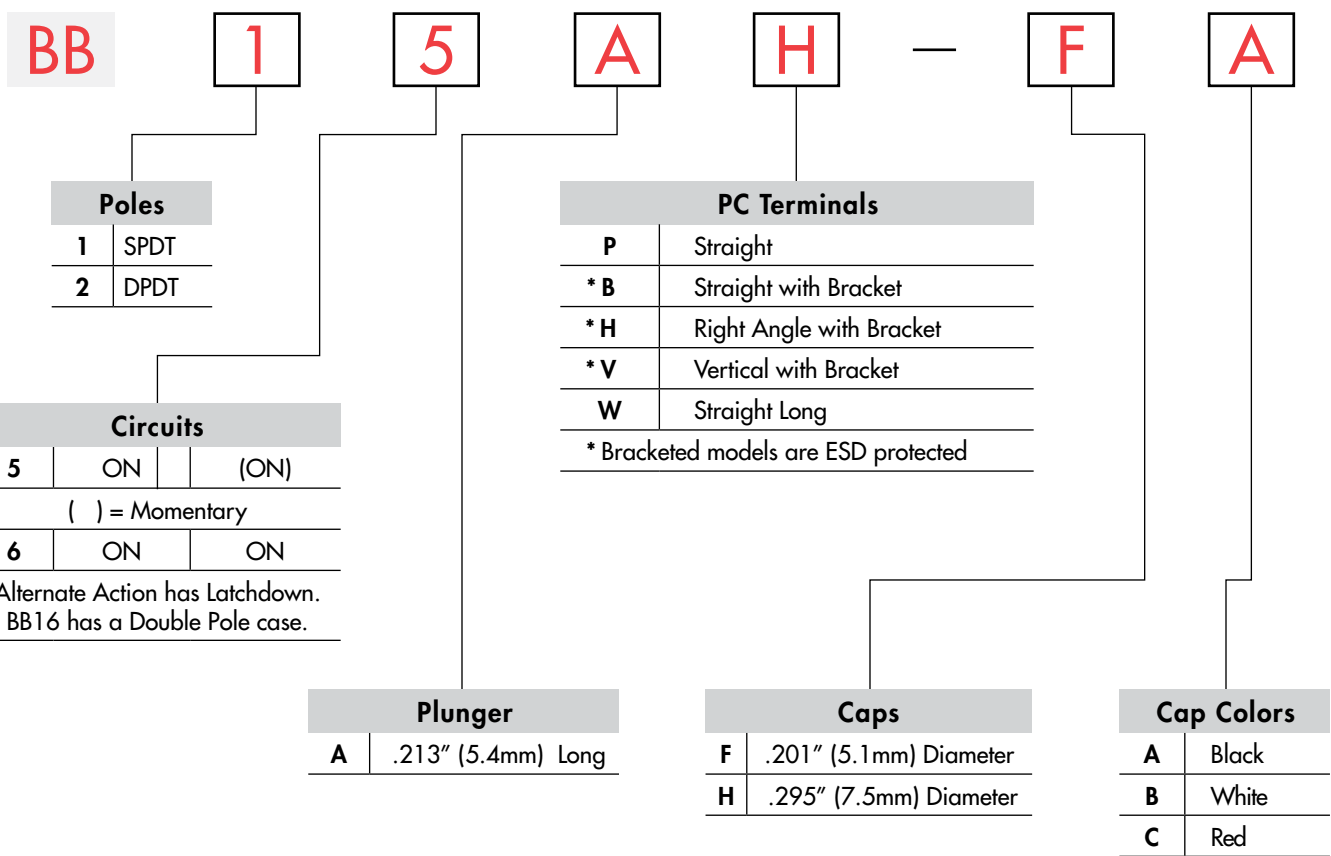 BB 1 5 A H — F A
Poles
1 SPDT
2 DPDT
PC Terminals
P Straight
* B Straight with Bracket
* H Right Angle with Bracket
* V Vertical with Bracket
W Straight Long
* Bracketed models are ESD protected
Circuits
5 ON (ON)
( ) = Momentary
6 ON ON
Alternate Action has Latchdown.
BB16 has a Double Pole case.
Plunger
A .213" (5.4mm) Long
Caps
F .201" (5.1mm) Diameter
H .295" (7.5mm) Diameter
Cap Colors
A Black
B White
C Red